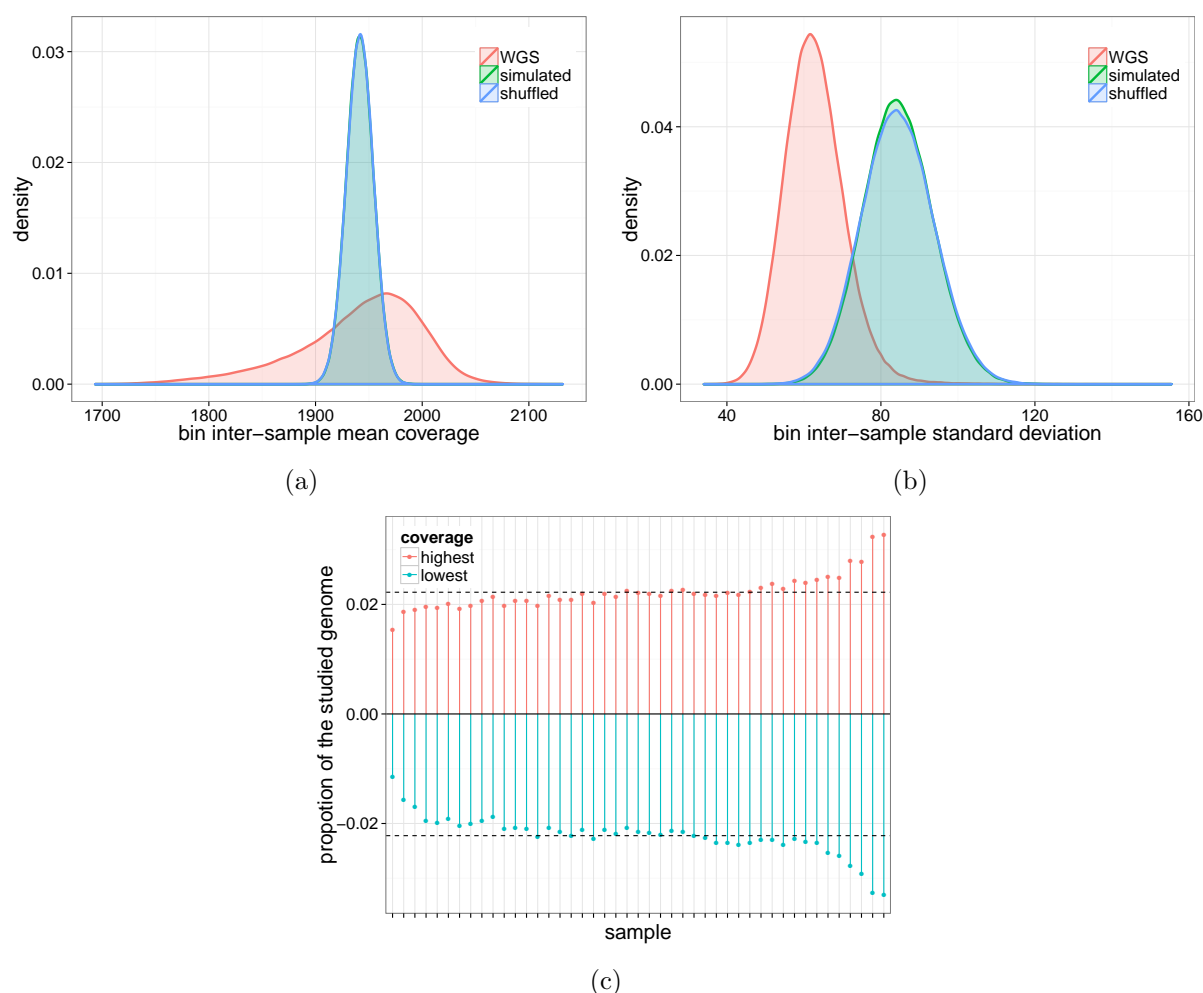 0.03
0.02
0.01
0.00
density
WGS
simulated
shuffled
1700
1800
1900
2000
2100
bin inter−sample mean coverage
(a)
0.04
0.02
0.00
density
WGS
simulated
shuffled
40
80
120
160
bin inter−sample standard deviation
(b)
0.02
0.00
−0.02
propotion of the studied genome
coverage
highest
lowest
sample
(c)